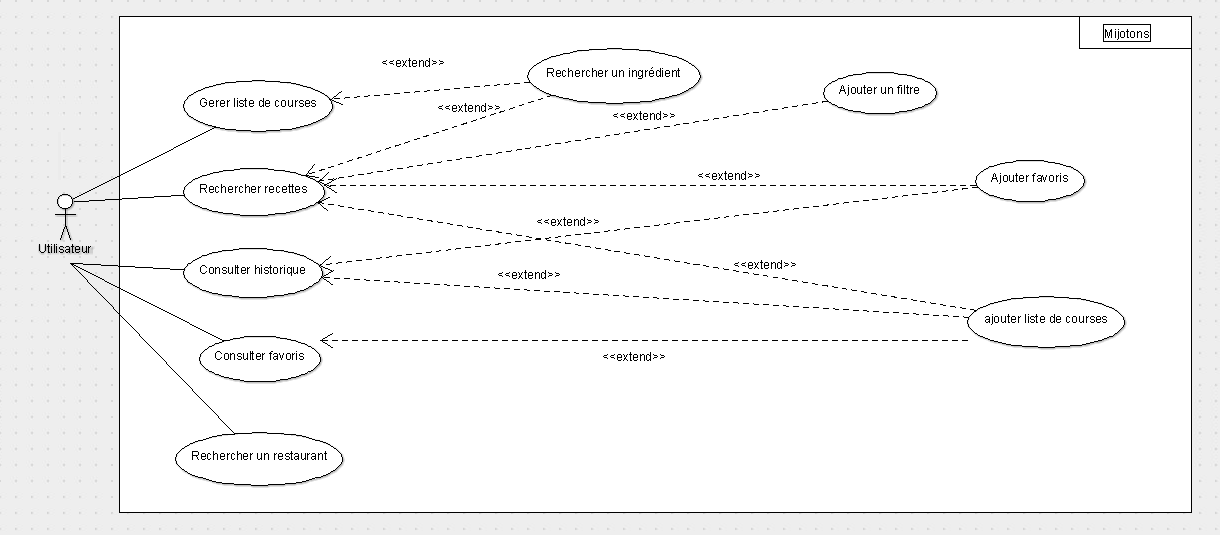 Mijotons
<<extend>>
Rechercher un ingrédient
Gerer liste de courses
<<extend>>
Ajouter un filtre
<<extend>>
Rechercher recettes
<<extend>>
Ajouter favoris
<<extend>>
Utilisateur
Consulter historique
<<extend>>
<<extend>>
ajouter liste de courses
Consulter favoris
<<extend>>
Rechercher un restaurant